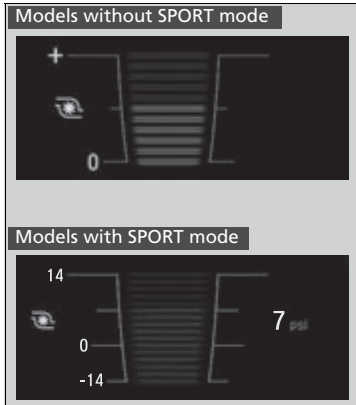 Models without SPORT mode
+
0
Models with SPORT mode
14
7 psi
0
-14